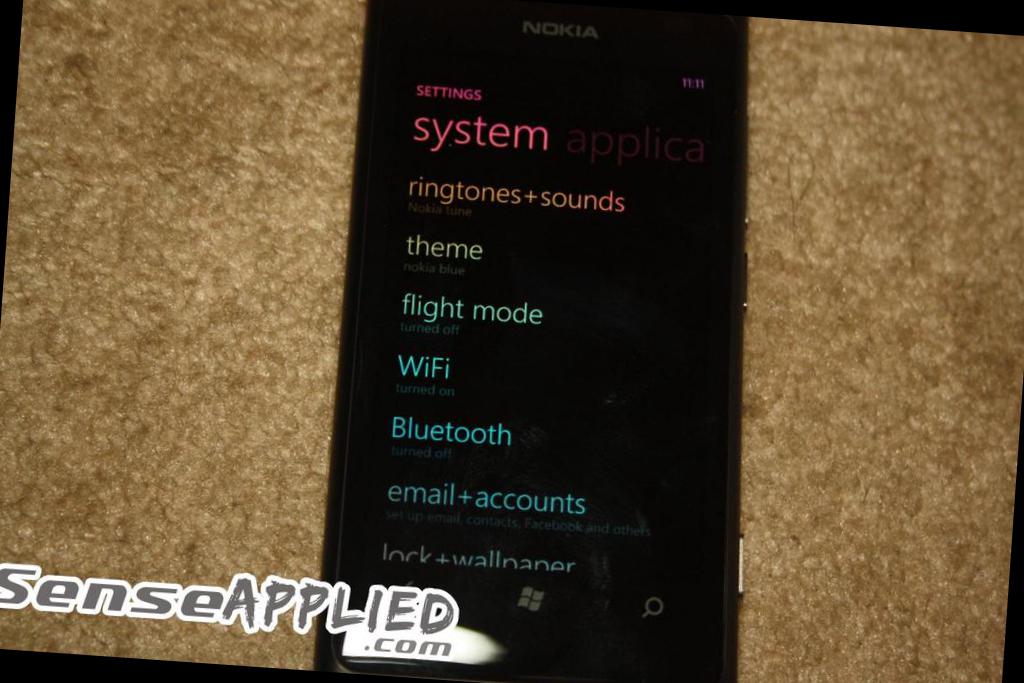 NOKIA
11:11
SETTINGS
system applica
ringtones+sounds
Nokia tune
theme
nokia blue
flight mode
turned off
WiFi
turned on
Bluetooth
turned off
email+accounts
set up email, contacts, Facebook and others
lock+wallpaper
SenseAPPLIED
.com